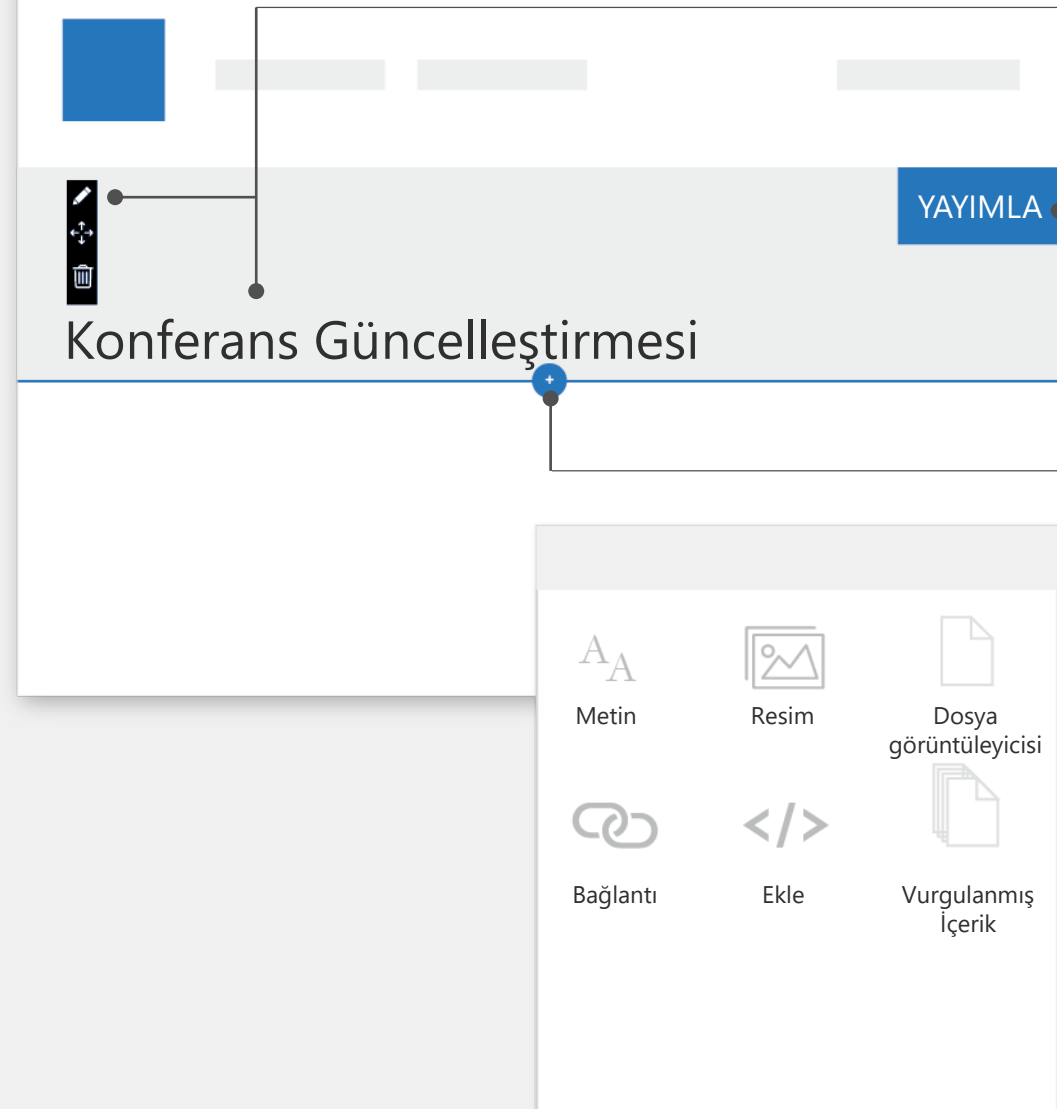 YAYIMLA
Konferans Güncelleştirmesi
Metin
Resim
Dosya
görüntüleyicisi
Bağlantı
Ekle
Vurgulanmış
İçerik